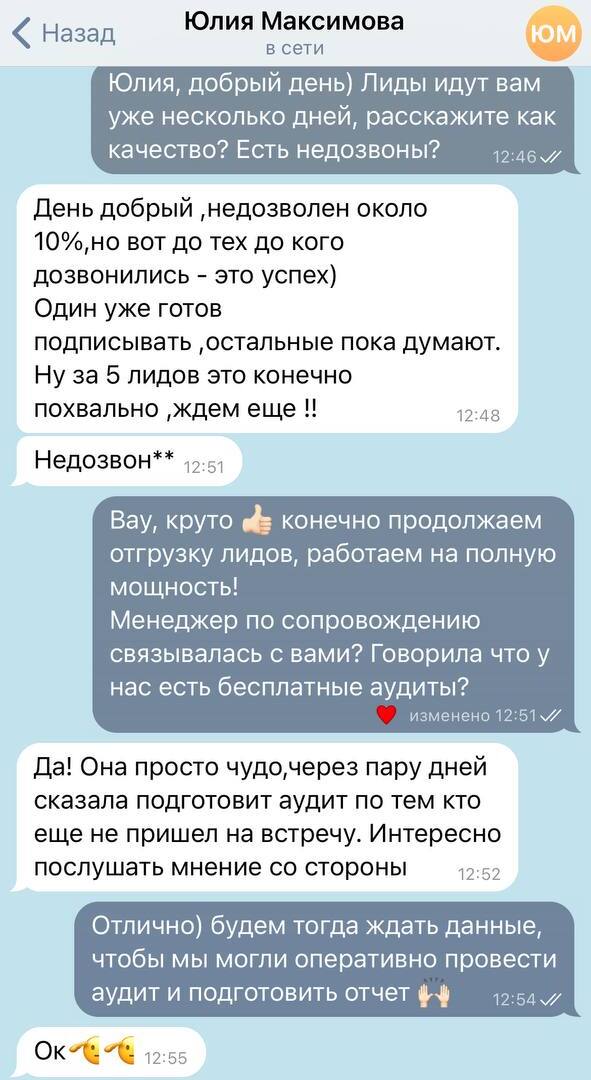 Назад
Юлия Максимова
в сети
ЮМ
Юлия, добрый день) Лиды идут вам
уже несколько дней, расскажите как
качество? Есть недозвоны?
12:46
День добрый ,недозволен около
10%,но вот до тех до кого
дозвонились - это успех)
Один уже готов
подписывать ,остальные пока думают.
Ну за 5 лидов это конечно
похвально ,ждем еще !!
12:48
Недозвон** 12:51
Вау, круто 👍🏻 конечно продолжаем
отгрузку лидов, работаем на полную
мощность!
Менеджер по сопровождению
связывалась с вами? Говорила что у
нас есть бесплатные аудиты?
❤️ изменено 12:51
Да! Она просто чудо,через пару дней
сказала подготовит аудит по тем кто
еще не пришел на встречу. Интересно
послушать мнение со стороны
12:52
Отлично) будем тогда ждать данные,
чтобы мы могли оперативно провести
аудит и подготовить отчет 🙌🏻
12:54
Ок🫡🫡 12:55